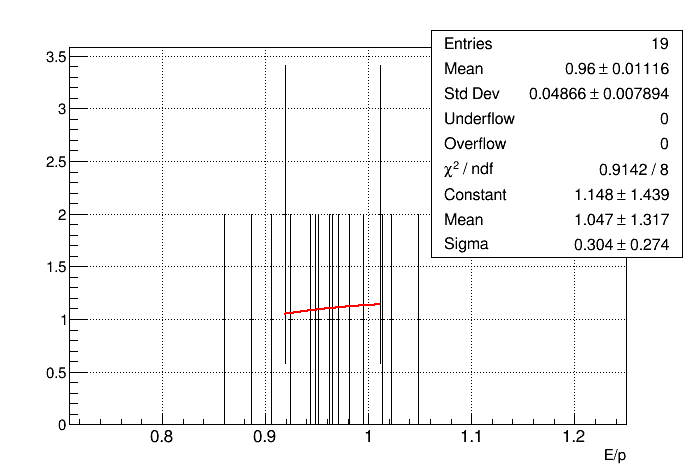 Entries 19
Mean 0.96 ± 0.01116
Std Dev 0.04866 ± 0.007894
Underflow 0
Overflow 0
χ² / ndf 0.9142 / 8
Constant 1.148 ± 1.439
Mean 1.047 ± 1.317
Sigma 0.304 ± 0.274
3.5
3
2.5
2
1.5
1
0.5
0
0.8 0.9 1 1.1 1.2
E/p